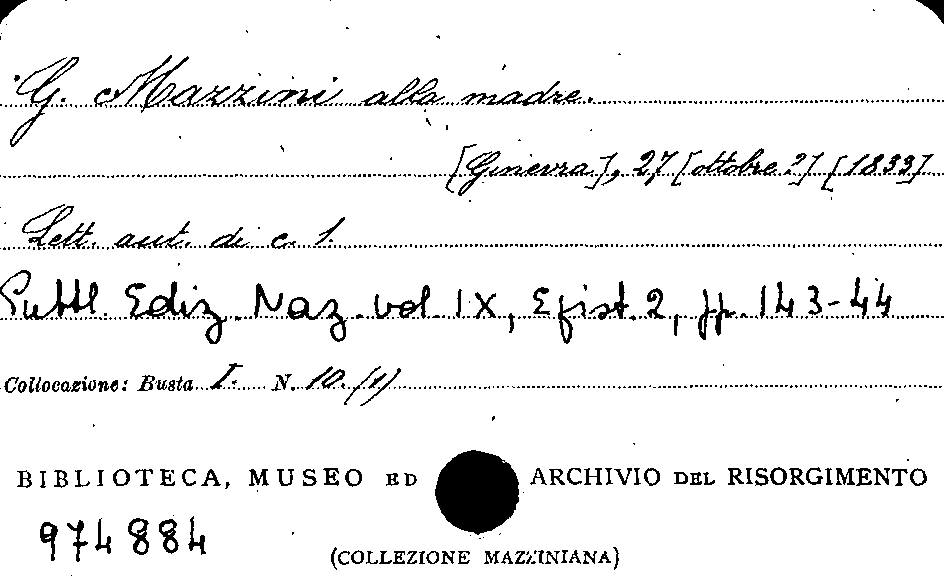 G. Mazzini alla madre.
[Ginevra], 27 [ottobre?] [1833]
Lett. aut. di c. 1.
Pubbl. Ediz. Naz. vol. IX, Epist. 2, pp. 143-44
Collocazione: Busta I. N. 10. (1)
BIBLIOTECA, MUSEO ED ARCHIVIO DEL RISORGIMENTO
974884
(COLLEZIONE MAZZINIANA)